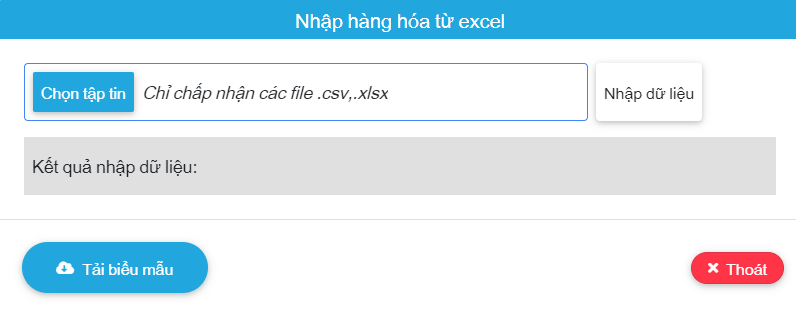 Nhập hàng hóa từ excel
Chọn tập tin Chỉ chấp nhận các file .csv,.xlsx Nhập dữ liệu
Kết quả nhập dữ liệu:
Tải biểu mẫu Thoát